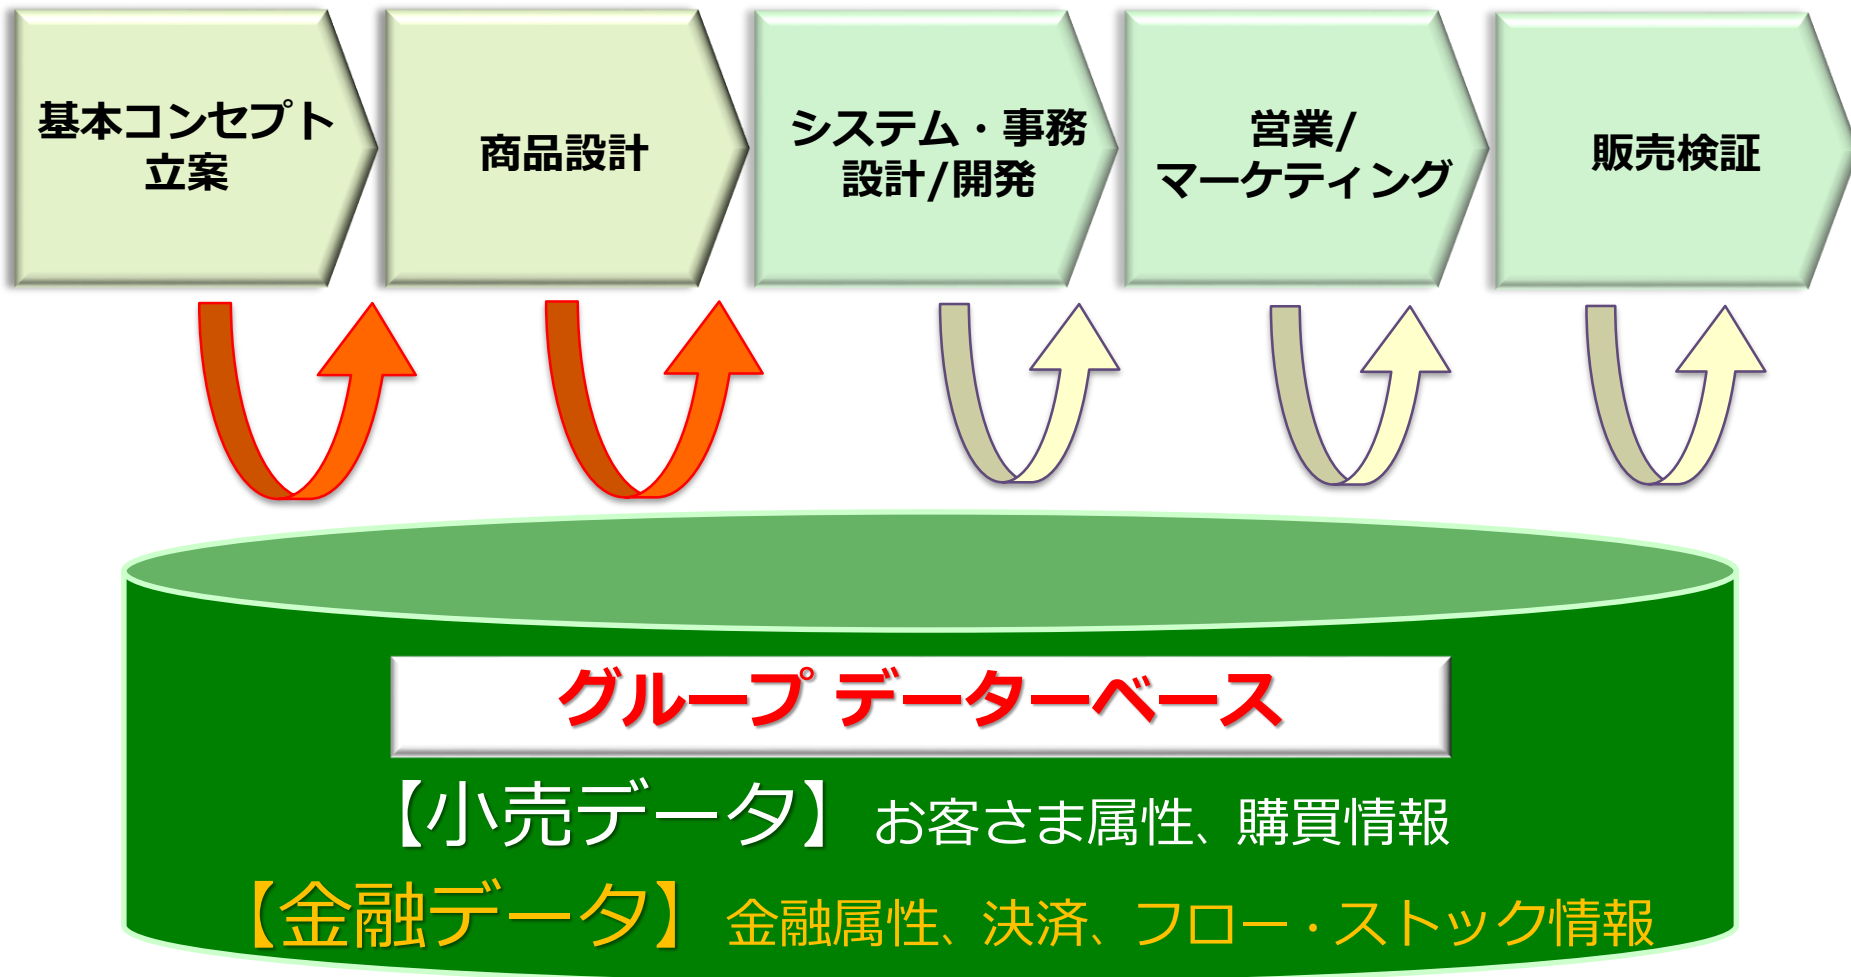 基本コンセプト
立案
商品設計
システム・事務
設計/開発
営業/
マーケティング
販売検証
グループ データーベース
【小売データ】お客さま属性、購買情報
【金融データ】金融属性、決済、フロー・ストック情報